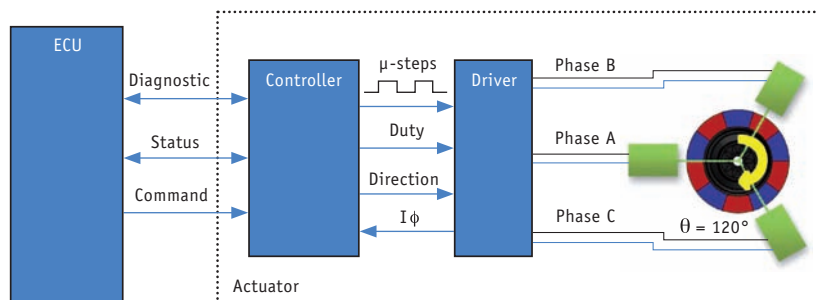 ECU
Diagnostic
Status
Command
Controller
μ-steps
Duty
Direction
Iϕ
Driver
Phase B
Phase A
Phase C
θ = 120°
Actuator